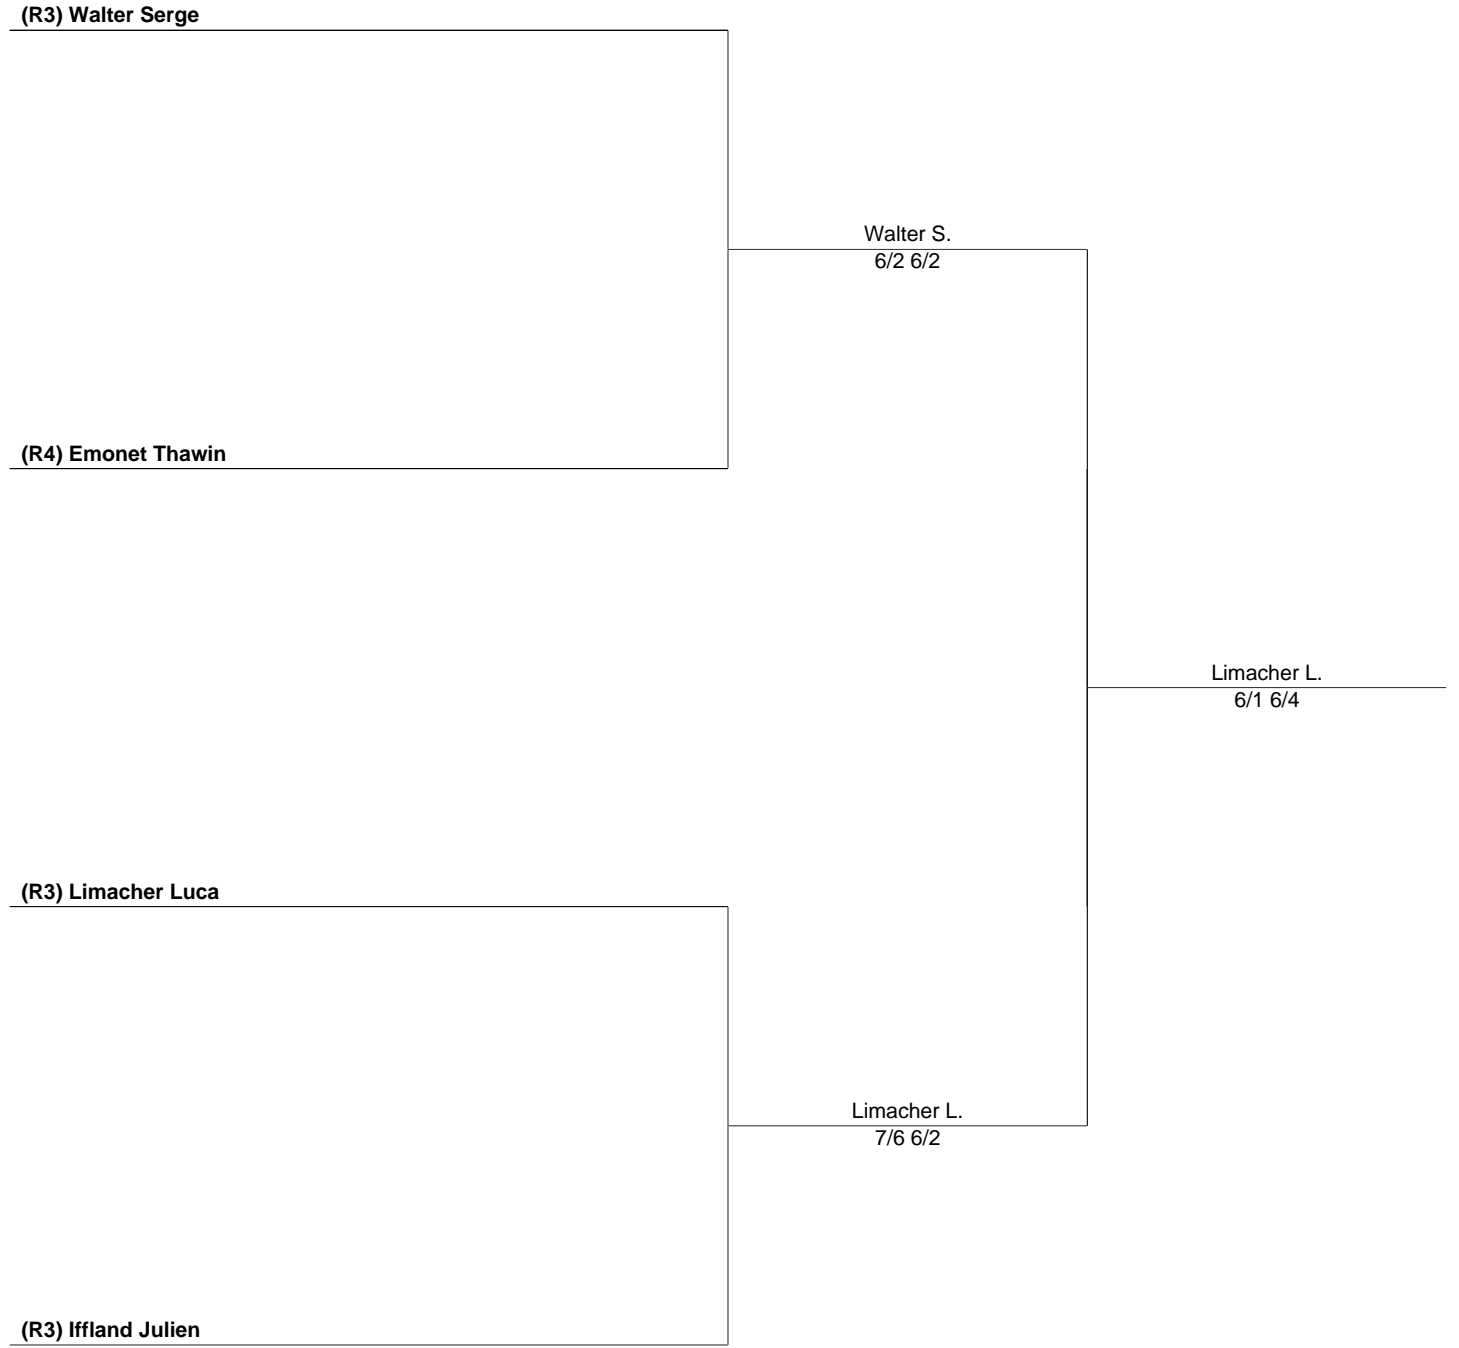 (R3) Walter Serge
Walter S.
6/2 6/2
(R4) Emonet Thawin
Limacher L.
6/1 6/4
(R3) Limacher Luca
Limacher L.
7/6 6/2
(R3) Iffland Julien